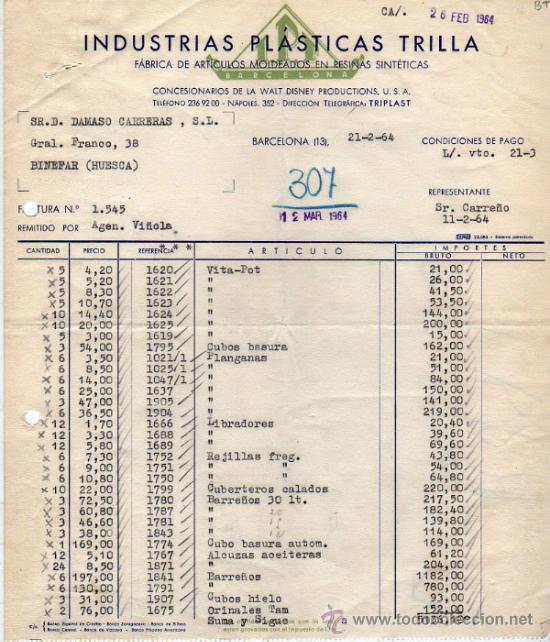 BT
CA/.
26 FEB 1964
INDUSTRIAS PLÁSTICAS TRILLA
FÁBRICA DE ARTÍCULOS MOLDEADOS EN RESINAS SINTÉTICAS
BARCELONA
CONCESIONARIOS DE LA WALT DISNEY PRODUCTIONS, U. S. A.
TELÉFONO 236 92 00 - NÁPOLES, 352 - DIRECCIÓN TELEGRÁFICA: TRIPLAST
SR.D. DAMASO CARRERAS , S.L.
Gral. Franco, 38
BINEFAR (HUESCA)
BARCELONA (13), 21-2-64
CONDICIONES DE PAGO
L/. vto. 21-3
307
12 MAR. 1964
REPRESENTANTE
Sr. Carreño
11-2-64
FACTURA N.º 1.545
REMITIDO POR Agen. Viñola
CANTIDAD PRECIO REFERENCIA ARTICULO IMPORTES
BRUTO NETO
5 4,20 1620 Vita-Pot 21,00
5 5,20 1621 " 26,00
5 8,30 1622 " 41,50
5 10,70 1623 " 53,50
10 14,40 1624 " 144,00
10 20,00 1625 " 200,00
5 3,00 1619 " 15,00
3 54,00 1795 Cubos basura 162,00
6 3,50 1021/1 Planganas 21,00
6 8,50 1025/1 " 51,00
6 14,00 1047/1 " 84,00
6 25,00 1637 " 150,00
3 47,00 1905 " 141,00
6 36,50 1904 " 219,00
12 1,70 1666 Libradores 20,40
12 3,30 1688 " 39,60
12 5,80 1689 " 69,60
6 7,30 1752 Rejillas freg. 43,80
6 9,00 1751 " " 54,00
6 10,80 1750 " " 64,80
10 22,00 1799 Cuberteros calados 220,00
3 72,50 1780 Barreños 30 lt. 217,50
3 60,80 1787 " 182,40
3 46,60 1781 " 139,80
3 38,00 1843 " 114,00
1 169,00 1774 Cubo basura autom. 169,00
12 5,10 1767 Alcuzas aceiteras 61,20
24 8,50 1871 " 204,00
6 197,00 1841 Barreños 1182,00
6 130,00 1791 " 780,00
3 31,00 1907 Cubos hielo 93,00
2 76,00 1675 Orinales Tam 152,00
Suma y Sigue
todocoleccion.net